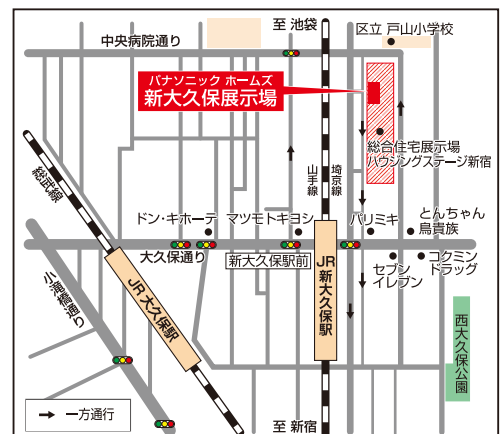 至 池袋
区立 戸山小学校
中央病院通り
パナソニック ホームズ
新大久保展示場
総合住宅展示場
ハウジングステージ新宿
山手線
埼京線
総武線
ドン・キホーテ
マツモトキヨシ
パリミキ
とんちゃん
鳥貴族
大久保通り
新大久保駅前
セブン
イレブン
コクミン
ドラッグ
JR 新大久保駅
JR 大久保駅
小滝橋通り
西大久保公園
一方通行
至 新宿